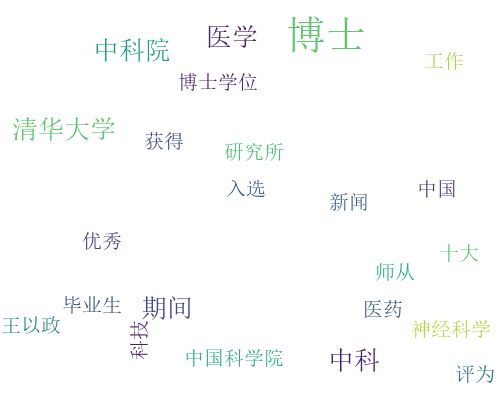 博士
医学
中科院
工作
博士学位
清华大学
获得
研究所
入选
中国
新闻
优秀
十大
师从
毕业生
期间
医药
王以政
科技
神经科学
中国科学院
中科
评为